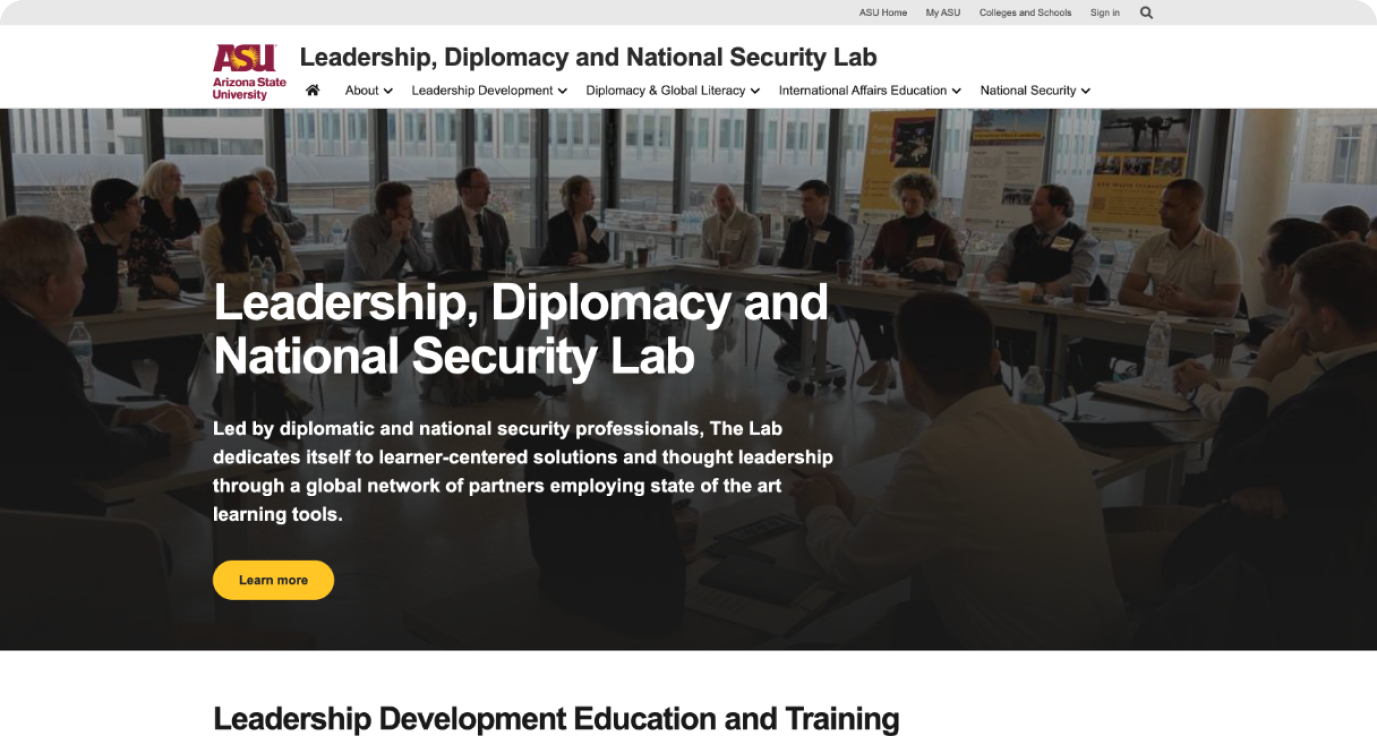 ASU Home My ASU Colleges and Schools Sign in
ASU
Arizona State
University
Leadership, Diplomacy and National Security Lab
About Leadership Development Diplomacy & Global Literacy International Affairs Education National Security
Leadership, Diplomacy and
National Security Lab
Led by diplomatic and national security professionals, The Lab
dedicates itself to learner-centered solutions and thought leadership
through a global network of partners employing state of the art
learning tools.
Learn more
Leadership Development Education and Training